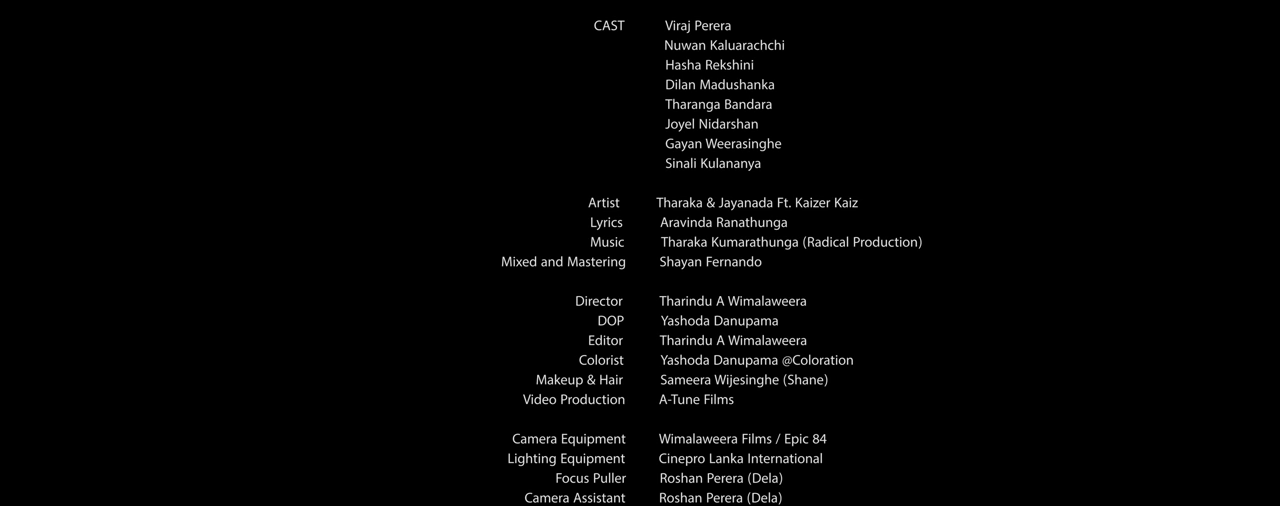 CAST Viraj Perera
Nuwan Kaluarachchi
Hasha Rekshini
Dilan Madushanka
Tharanga Bandara
Joyel Nidarshan
Gayan Weerasinghe
Sinali Kulananya
Artist Tharaka & Jayanada Ft. Kaizer Kaiz
Lyrics Aravinda Ranathunga
Music Tharaka Kumarathunga (Radical Production)
Mixed and Mastering Shayan Fernando
Director Tharindu A Wimalaweera
DOP Yashoda Danupama
Editor Tharindu A Wimalaweera
Colorist Yashoda Danupama @Coloration
Makeup & Hair Sameera Wijesinghe (Shane)
Video Production A-Tune Films
Camera Equipment Wimalaweera Films / Epic 84
Lighting Equipment Cinepro Lanka International
Focus Puller Roshan Perera (Dela)
Camera Assistant Roshan Perera (Dela)